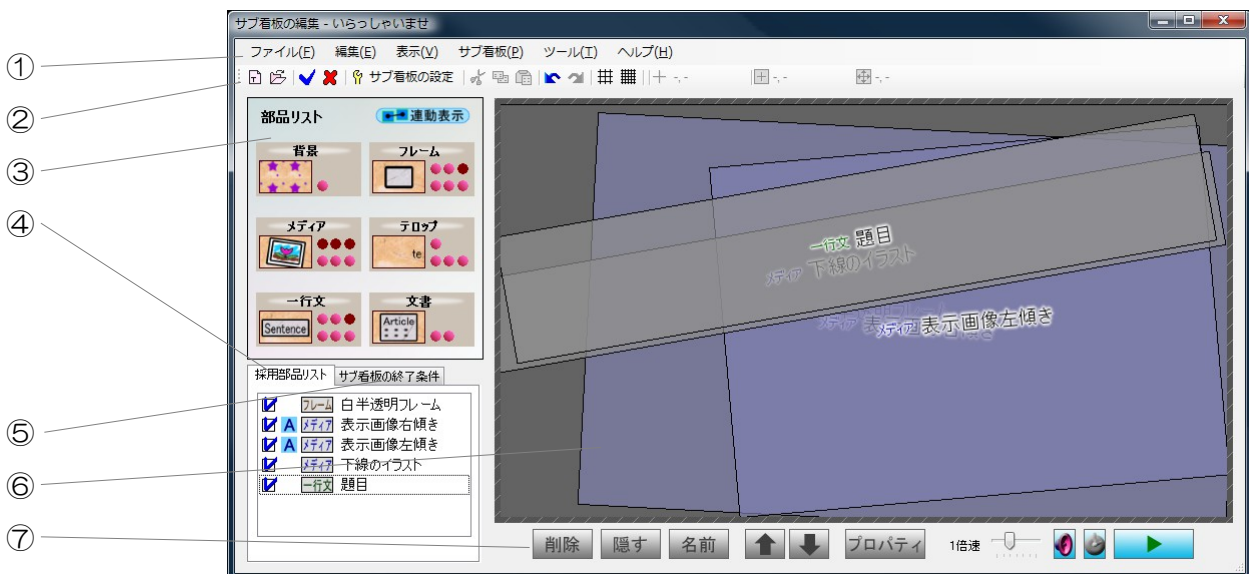 サブ看板の編集 - いらっしゃいませ
ファイル(F) 編集(E) 表示(V) サブ看板(P) ツール(T) ヘルプ(H)
サブ看板の設定 -,- -,- -,-
①
②
③
④
⑤
⑥
⑦
部品リスト 連動表示
背景 フレーム
メディア テロップ
te
一行文 文書
Sentence Article
採用部品リスト サブ看板の終了条件
フレーム 白半透明フレーム
A メディア 表示画像右傾き
A メディア 表示画像左傾き
メディア 下線のイラスト
一行文 題目
一行文 題目
メディア 下線のイラスト
メディア 表示画像左傾き
削除 隠す 名前 プロパティ 1倍速